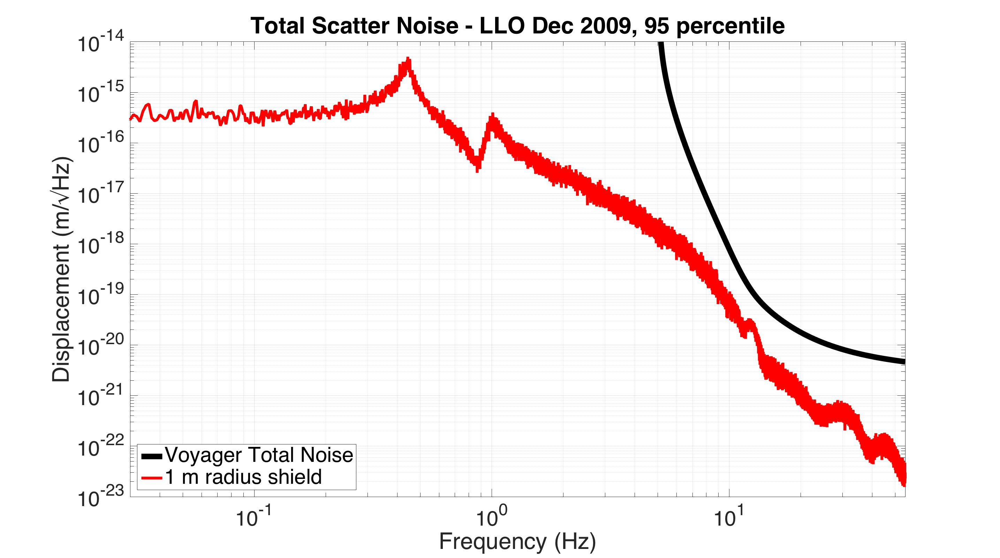 Total Scatter Noise - LLO Dec 2009, 95 percentile
Displacement (m/√Hz)
10^-14
10^-15
10^-16
10^-17
10^-18
10^-19
10^-20
10^-21
10^-22
10^-23
Voyager Total Noise
1 m radius shield
10^-1 10^0 10^1
Frequency (Hz)